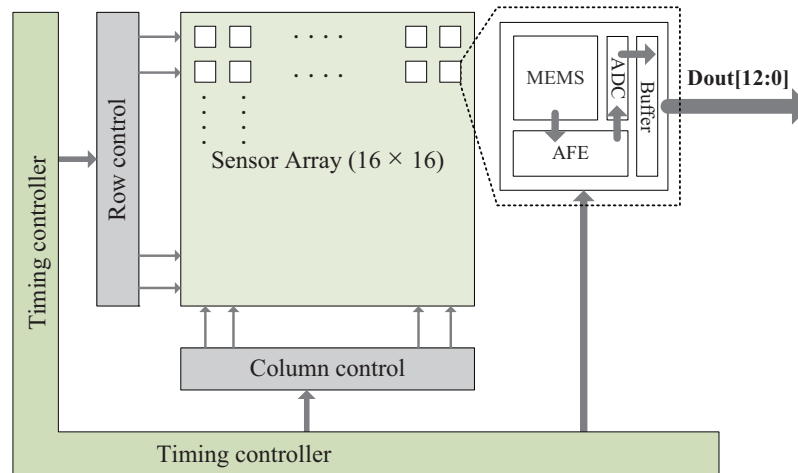 MEMS
ADC
Buffer
AFE
Dout[12:0]
Sensor Array (16 × 16)
Row control
Timing controller
Column control
Timing controller